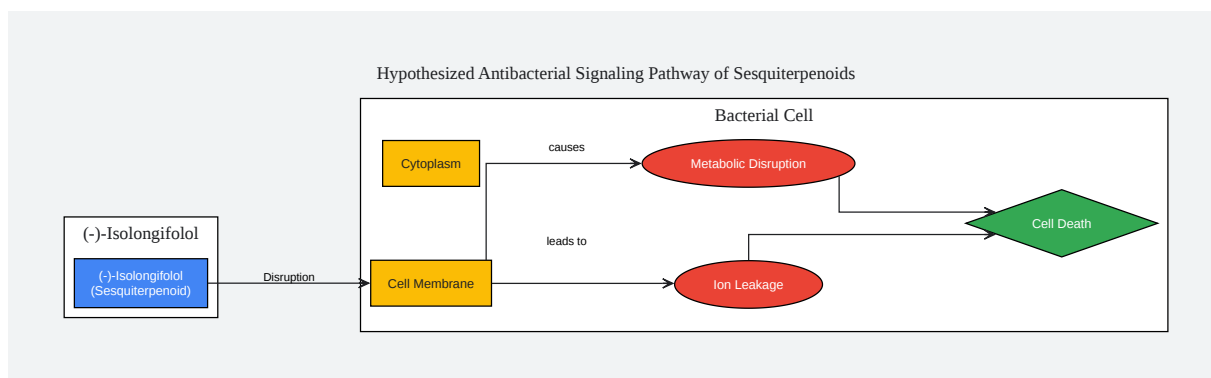 Hypothesized Antibacterial Signaling Pathway of Sesquiterpenoids
Bacterial Cell
Cytoplasm
causes
Metabolic Disruption
Cell Death
(-)-Isolongifolol
(-)-Isolongifolol
(Sesquiterpenoid)
Disruption
Cell Membrane
leads to
Ion Leakage